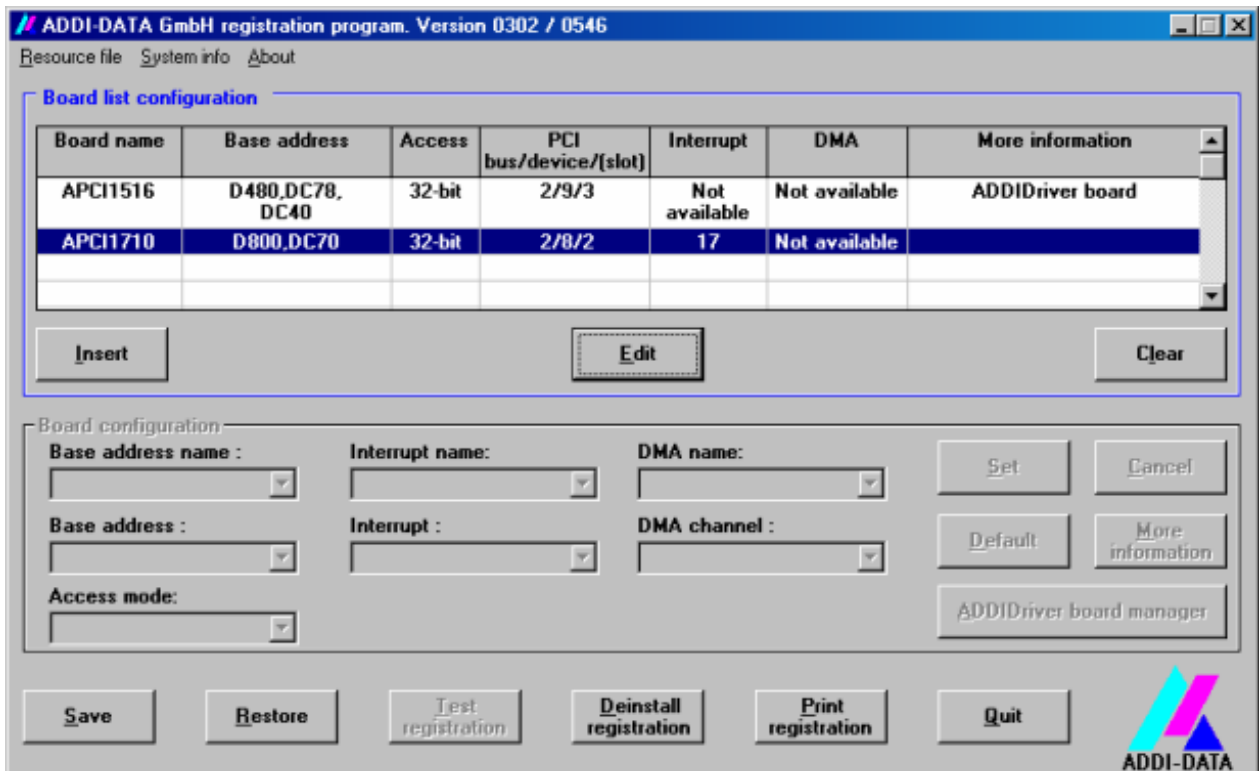 ADDI-DATA GmbH registration program. Version 0302 / 0546
Resource file System info About
Board list configuration
Board name Base address Access PCI bus/device/(slot) Interrupt DMA More information
APCI1516 D480,DC78, DC40 32-bit 2/9/3 Not available Not available ADDIDriver board
APCI1710 D800,DC70 32-bit 2/8/2 17 Not available
Insert Edit Clear
Board configuration
Base address name : Interrupt name: DMA name: Set Cancel
Base address : Interrupt : DMA channel : Default More information
Access mode: ADDIDriver board manager
Save Restore Test registration Deinstall registration Print registration Quit
ADDI-DATA